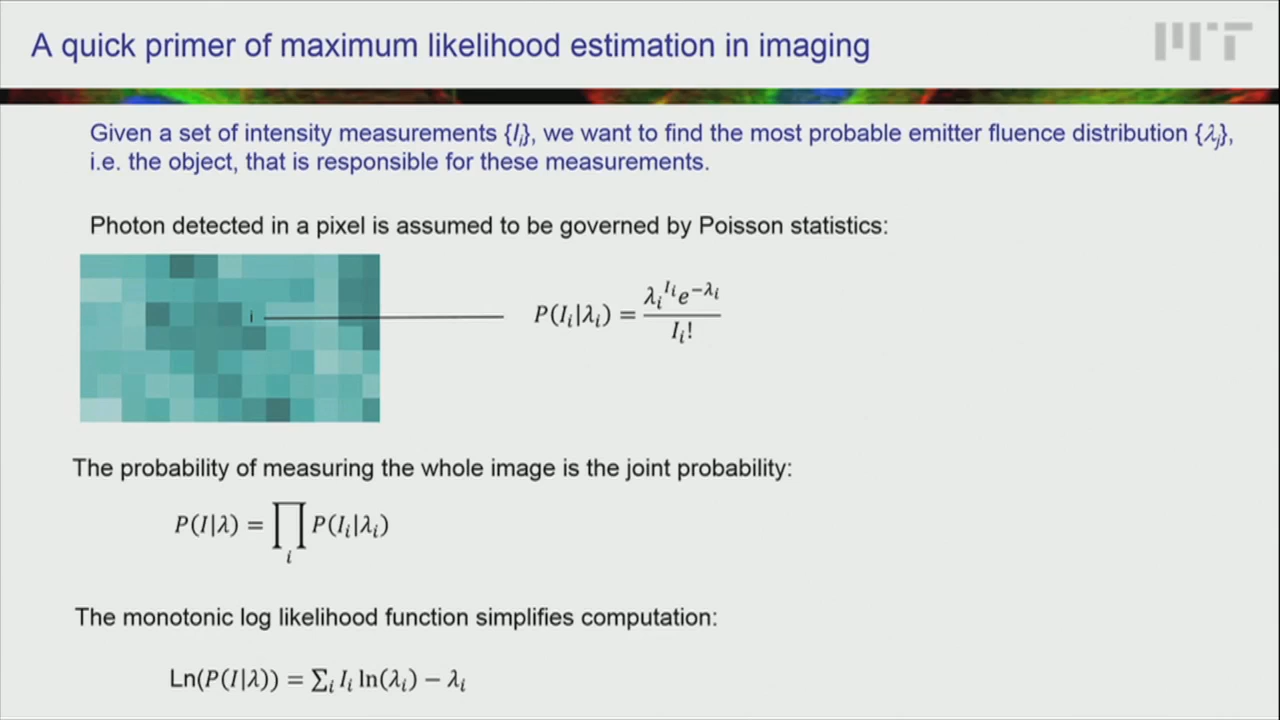 A quick primer of maximum likelihood estimation in imaging
MIT
Given a set of intensity measurements {Iᵢ}, we want to find the most probable emitter fluence distribution {λⱼ},
i.e. the object, that is responsible for these measurements.
Photon detected in a pixel is assumed to be governed by Poisson statistics:
i
P(Iᵢ|λᵢ) = λᵢ^Iᵢ e^−λᵢ / Iᵢ!
The probability of measuring the whole image is the joint probability:
P(I|λ) = ∏ᵢ P(Iᵢ|λᵢ)
The monotonic log likelihood function simplifies computation:
Ln(P(I|λ)) = ∑ᵢ Iᵢ ln(λᵢ) − λᵢ